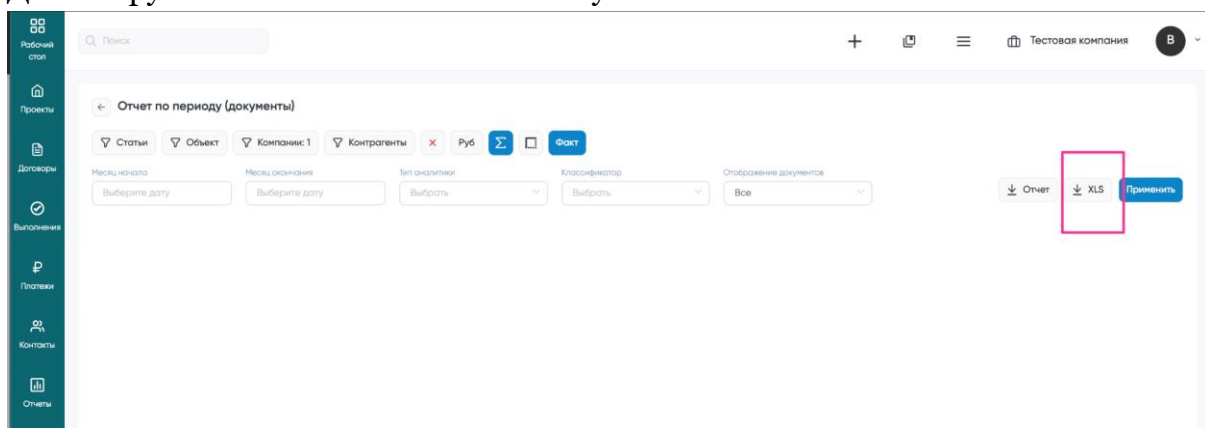 Рабочий
стол
Поиск
Тестовая компания
В
Проекты
Отчет по периоду (документы)
Статьи
Объект
Компании: 1
Контрагенты
Руб
Σ
Факт
Договоры
Месяц начала
Месяц окончания
Тип аналитики
Классификатор
Отображение документов
Выберите дату
Выберите дату
Выбрать
Выбрать
Все
Отчет
XLS
Применить
Выполнения
Платежи
Контакты
Отчеты